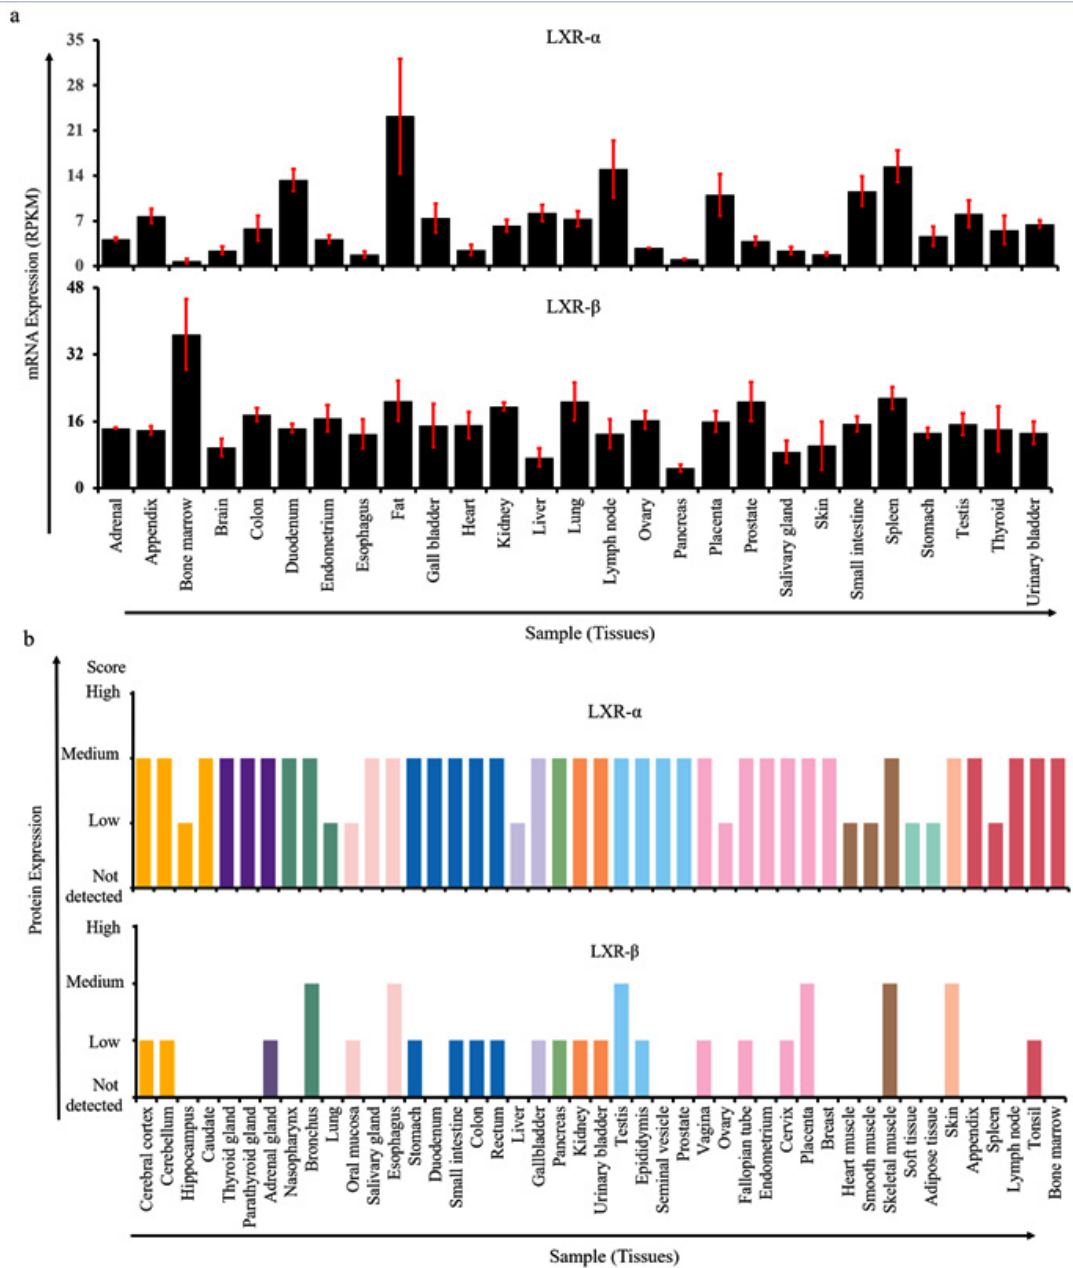 a
LXR-α
35
28
21
14
7
0
mRNA Expression (RPKM)
LXR-β
48
32
16
0
Adrenal
Appendix
Bone marrow
Brain
Colon
Duodenum
Endometrium
Esophagus
Fat
Gall bladder
Heart
Kidney
Liver
Lung
Lymph node
Ovary
Pancreas
Placenta
Prostate
Salivary gland
Skin
Small intestine
Spleen
Stomach
Testis
Thyroid
Urinary bladder
Sample (Tissues)
b
Score
High
LXR-α
Medium
Low
Not
detected
Protein Expression
High
LXR-β
Medium
Low
Not
detected
Cerebral cortex
Cerebellum
Hippocampus
Caudate
Thyroid gland
Parathyroid gland
Adrenal gland
Nasopharynx
Bronchus
Lung
Oral mucosa
Salivary gland
Esophagus
Stomach
Duodenum
Small intestine
Colon
Rectum
Liver
Gallbladder
Pancreas
Kidney
Urinary bladder
Testis
Epididymis
Seminal vesicle
Prostate
Vagina
Ovary
Fallopian tube
Endometrium
Cervix
Placenta
Breast
Heart muscle
Smooth muscle
Skeletal muscle
Soft tissue
Adipose tissue
Skin
Appendix
Spleen
Lymph node
Tonsil
Bone marrow
Sample (Tissues)